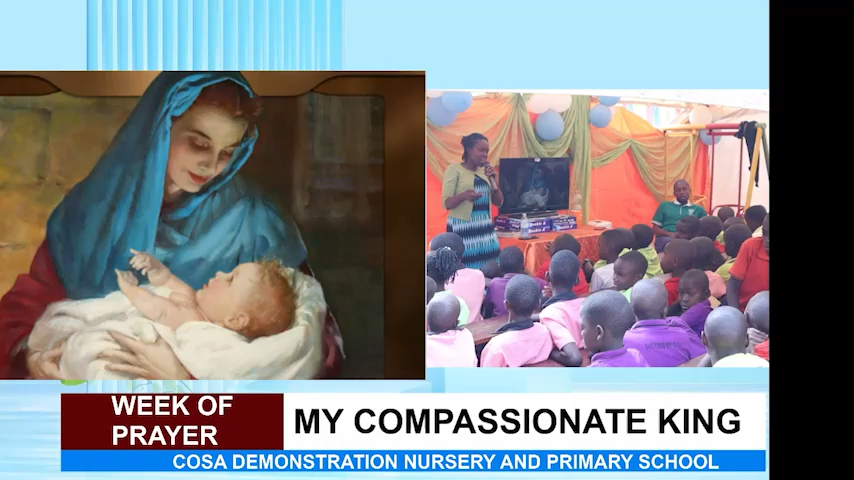 WEEK OF
PRAYER
MY COMPASSIONATE KING
COSA DEMONSTRATION NURSERY AND PRIMARY SCHOOL